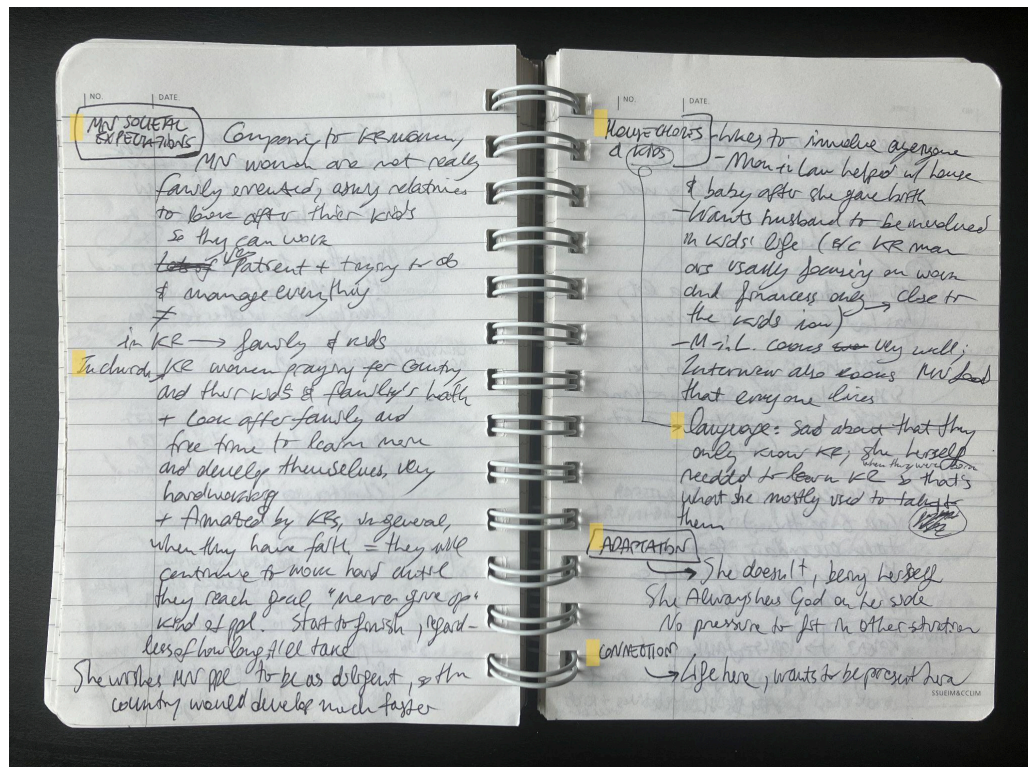 NO. DATE.
MN SOCIETAL
EXPECTATIONS
Comparing to KR women,
MN women are not really
family oriented, asking relatives
to look after their kids
so they can work
Patient + trying to do
& manage everything
≠
in KR → family & kids
In church, KR women praying for country
and their kids & family's health
+ look after family and
free time to learn more
and develop themselves, very
hardworking
+ Amazed by KRs, in general,
when they have faith, = they will
continue to work hard until
they reach goal, "never give up"
kind of ppl. Start to finish, regard-
less of how long it'll take
She wishes MN ppl to be as diligent, so the
country would develop much faster
NO. DATE.
HOUSECHORES
& KIDS
- Likes to involve everyone
- Mom-i-Law helped w/ house
& baby after she gave birth
- Wants husband to be involved
in kids' life (b/c KR men
are usually focusing on work
and finances only → close to
the kids now)
- M-i-L. cooks very well;
Interviewer also cooks MN food
that everyone likes
language: sad about that they
only know KR; she herself
when they were born
needed to learn KR so that's
what she mostly used to talk to
them
ADAPTATION
→ She doesn't, being herself
She Always has God on her side
No pressure to fit in other situation
CONNECTION
→ Life here, wants to be present here
SSUEIM&CCLIM